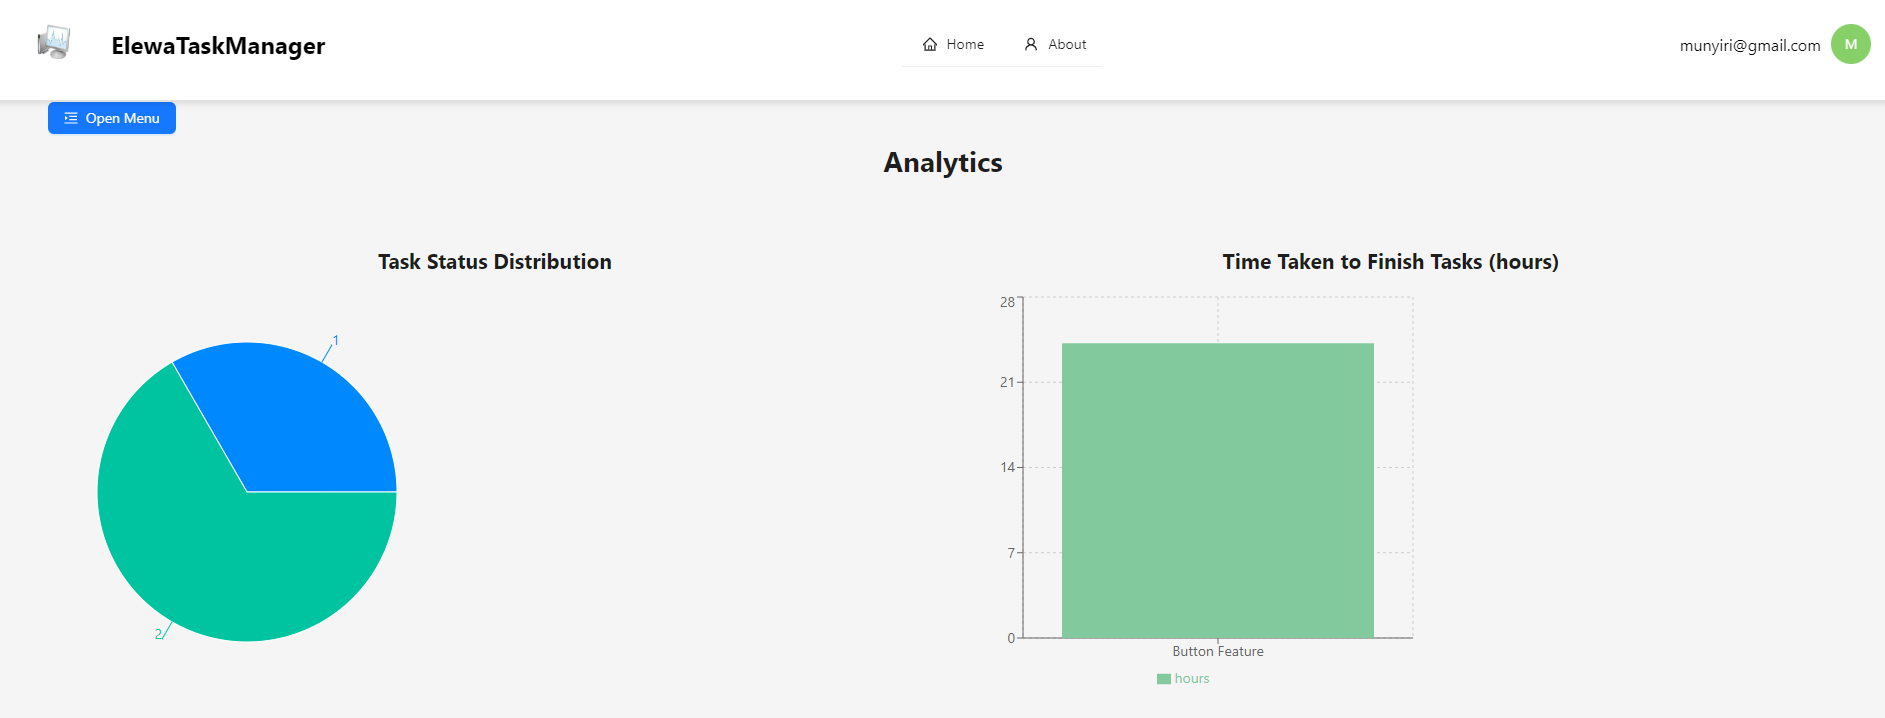 ElewaTaskManager
Home
About
munyiri@gmail.com
M
Open Menu
Analytics
Task Status Distribution
1
2
Time Taken to Finish Tasks (hours)
28
21
14
7
0
Button Feature
hours